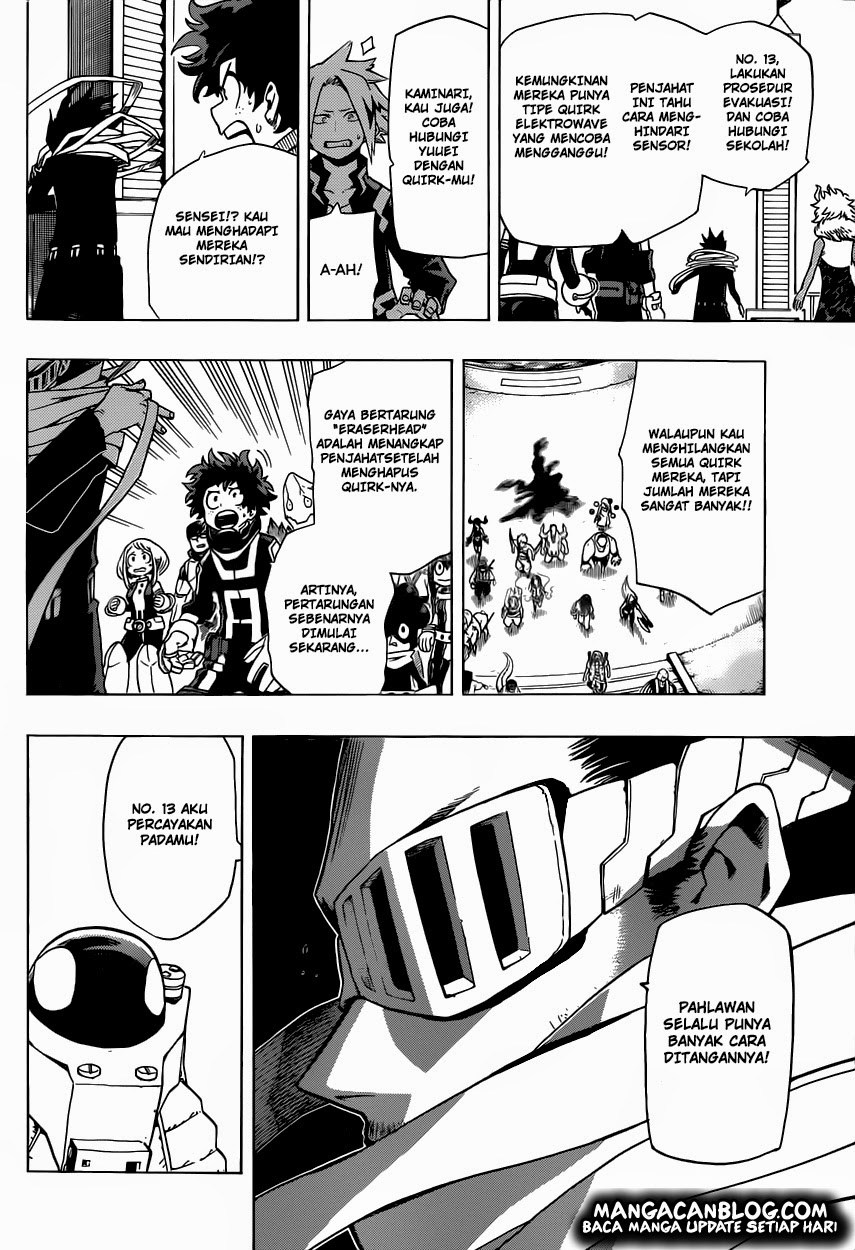 NO. 13,
LAKUKAN
PROSEDUR
EVAKUASI!
DAN COBA
HUBUNGI
SEKOLAH!
PENJAHAT
INI TAHU
CARA MENG-
HINDARI
SENSOR!
KEMUNGKINAN
MEREKA PUNYA
TIPE QUIRK
ELEKTROWAVE
YANG MENCOBA
MENGGANGGU!
KAMINARI,
KAU JUGA!
COBA
HUBUNGI
YUUEI
DENGAN
QUIRK-MU!
A-AH!
SENSEI!? KAU
MAU MENGHADAPI
MEREKA
SENDIRIAN!?
WALAUPUN KAU
MENGHILANGKAN
SEMUA QUIRK
MEREKA, TAPI
JUMLAH MEREKA
SANGAT BANYAK!!
GAYA BERTARUNG
"ERASERHEAD"
ADALAH MENANGKAP
PENJAHATSETELAH
MENGHAPUS
QUIRK-NYA.
ARTINYA,
PERTARUNGAN
SEBENARNYA
DIMULAI
SEKARANG...
PAHLAWAN
SELALU PUNYA
BANYAK CARA
DITANGANNYA!
NO. 13 AKU
PERCAYAKAN
PADAMU!
MANGACANBLOG.COM
BACA MANGA UPDATE SETIAP HARI